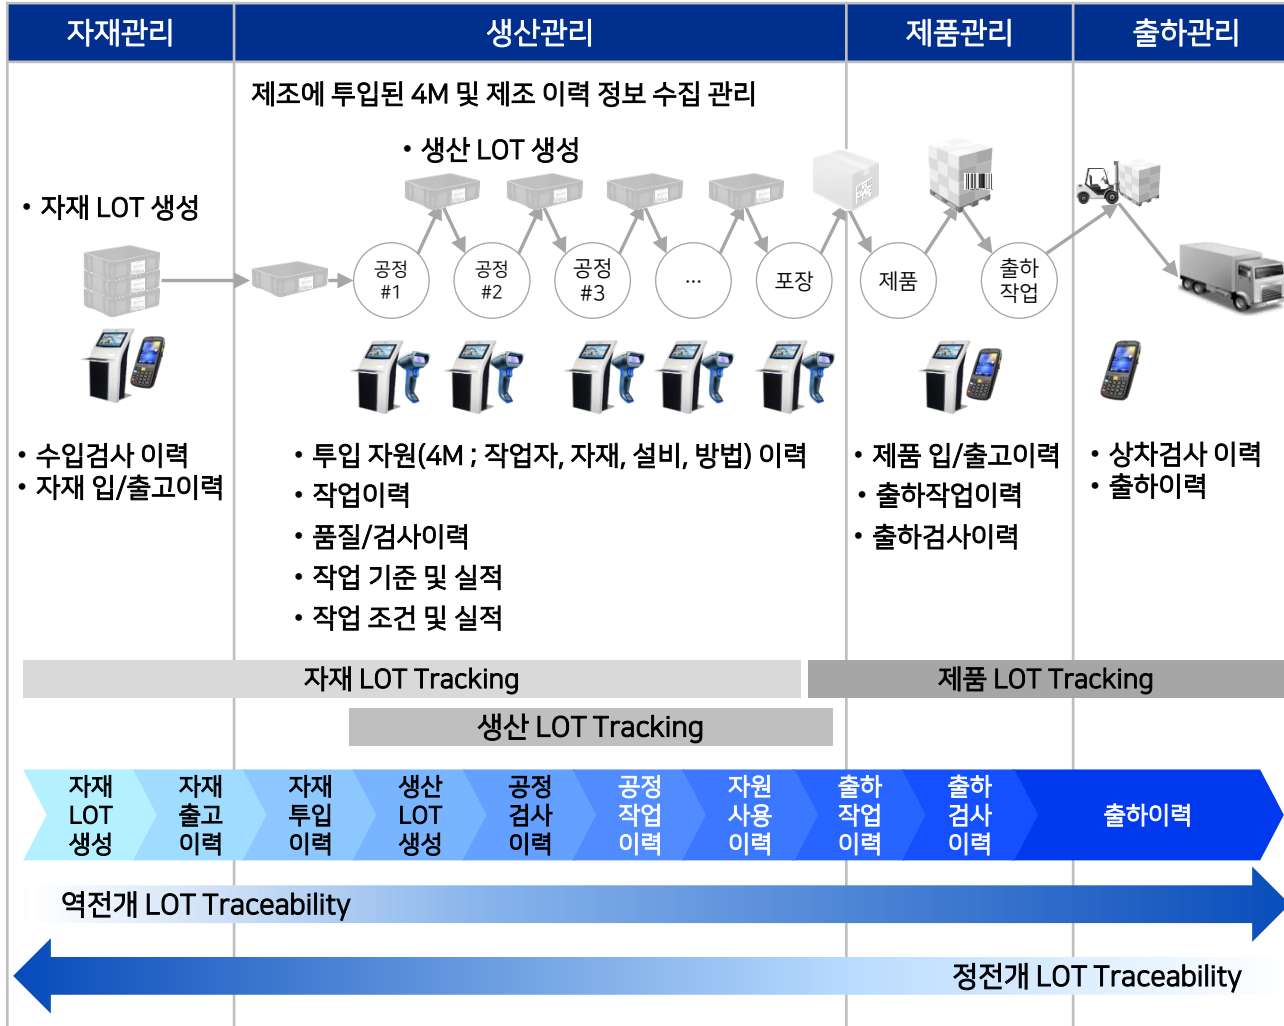 자재관리
생산관리
제품관리
출하관리
제조에 투입된 4M 및 제조 이력 정보 수집 관리
• 생산 LOT 생성
• 자재 LOT 생성
공정
#1
공정
#2
공정
#3
...
포장
제품
출하
작업
• 수입검사 이력
• 자재 입/출고이력
• 투입 자원(4M ; 작업자, 자재, 설비, 방법) 이력
• 작업이력
• 품질/검사이력
• 작업 기준 및 실적
• 작업 조건 및 실적
• 제품 입/출고이력
• 출하작업이력
• 출하검사이력
• 상차검사 이력
• 출하이력
자재 LOT Tracking
제품 LOT Tracking
생산 LOT Tracking
자재
LOT
생성
자재
출고
이력
자재
투입
이력
생산
LOT
생성
공정
검사
이력
공정
작업
이력
자원
사용
이력
출하
작업
이력
출하
검사
이력
출하이력
역전개 LOT Traceability
정전개 LOT Traceability